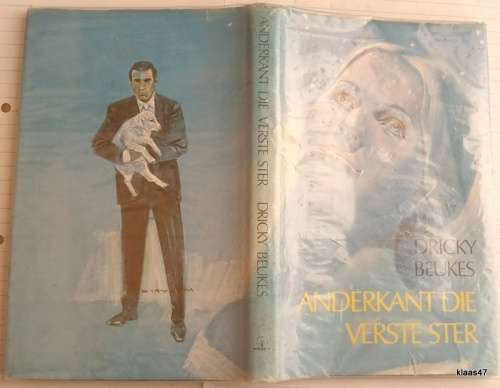 ANDERKANT DIE VERSTE STER DRICKY BEUKES
DRICKY
BEUKES
ANDERKANT DIE
VERSTE STER
klaas47